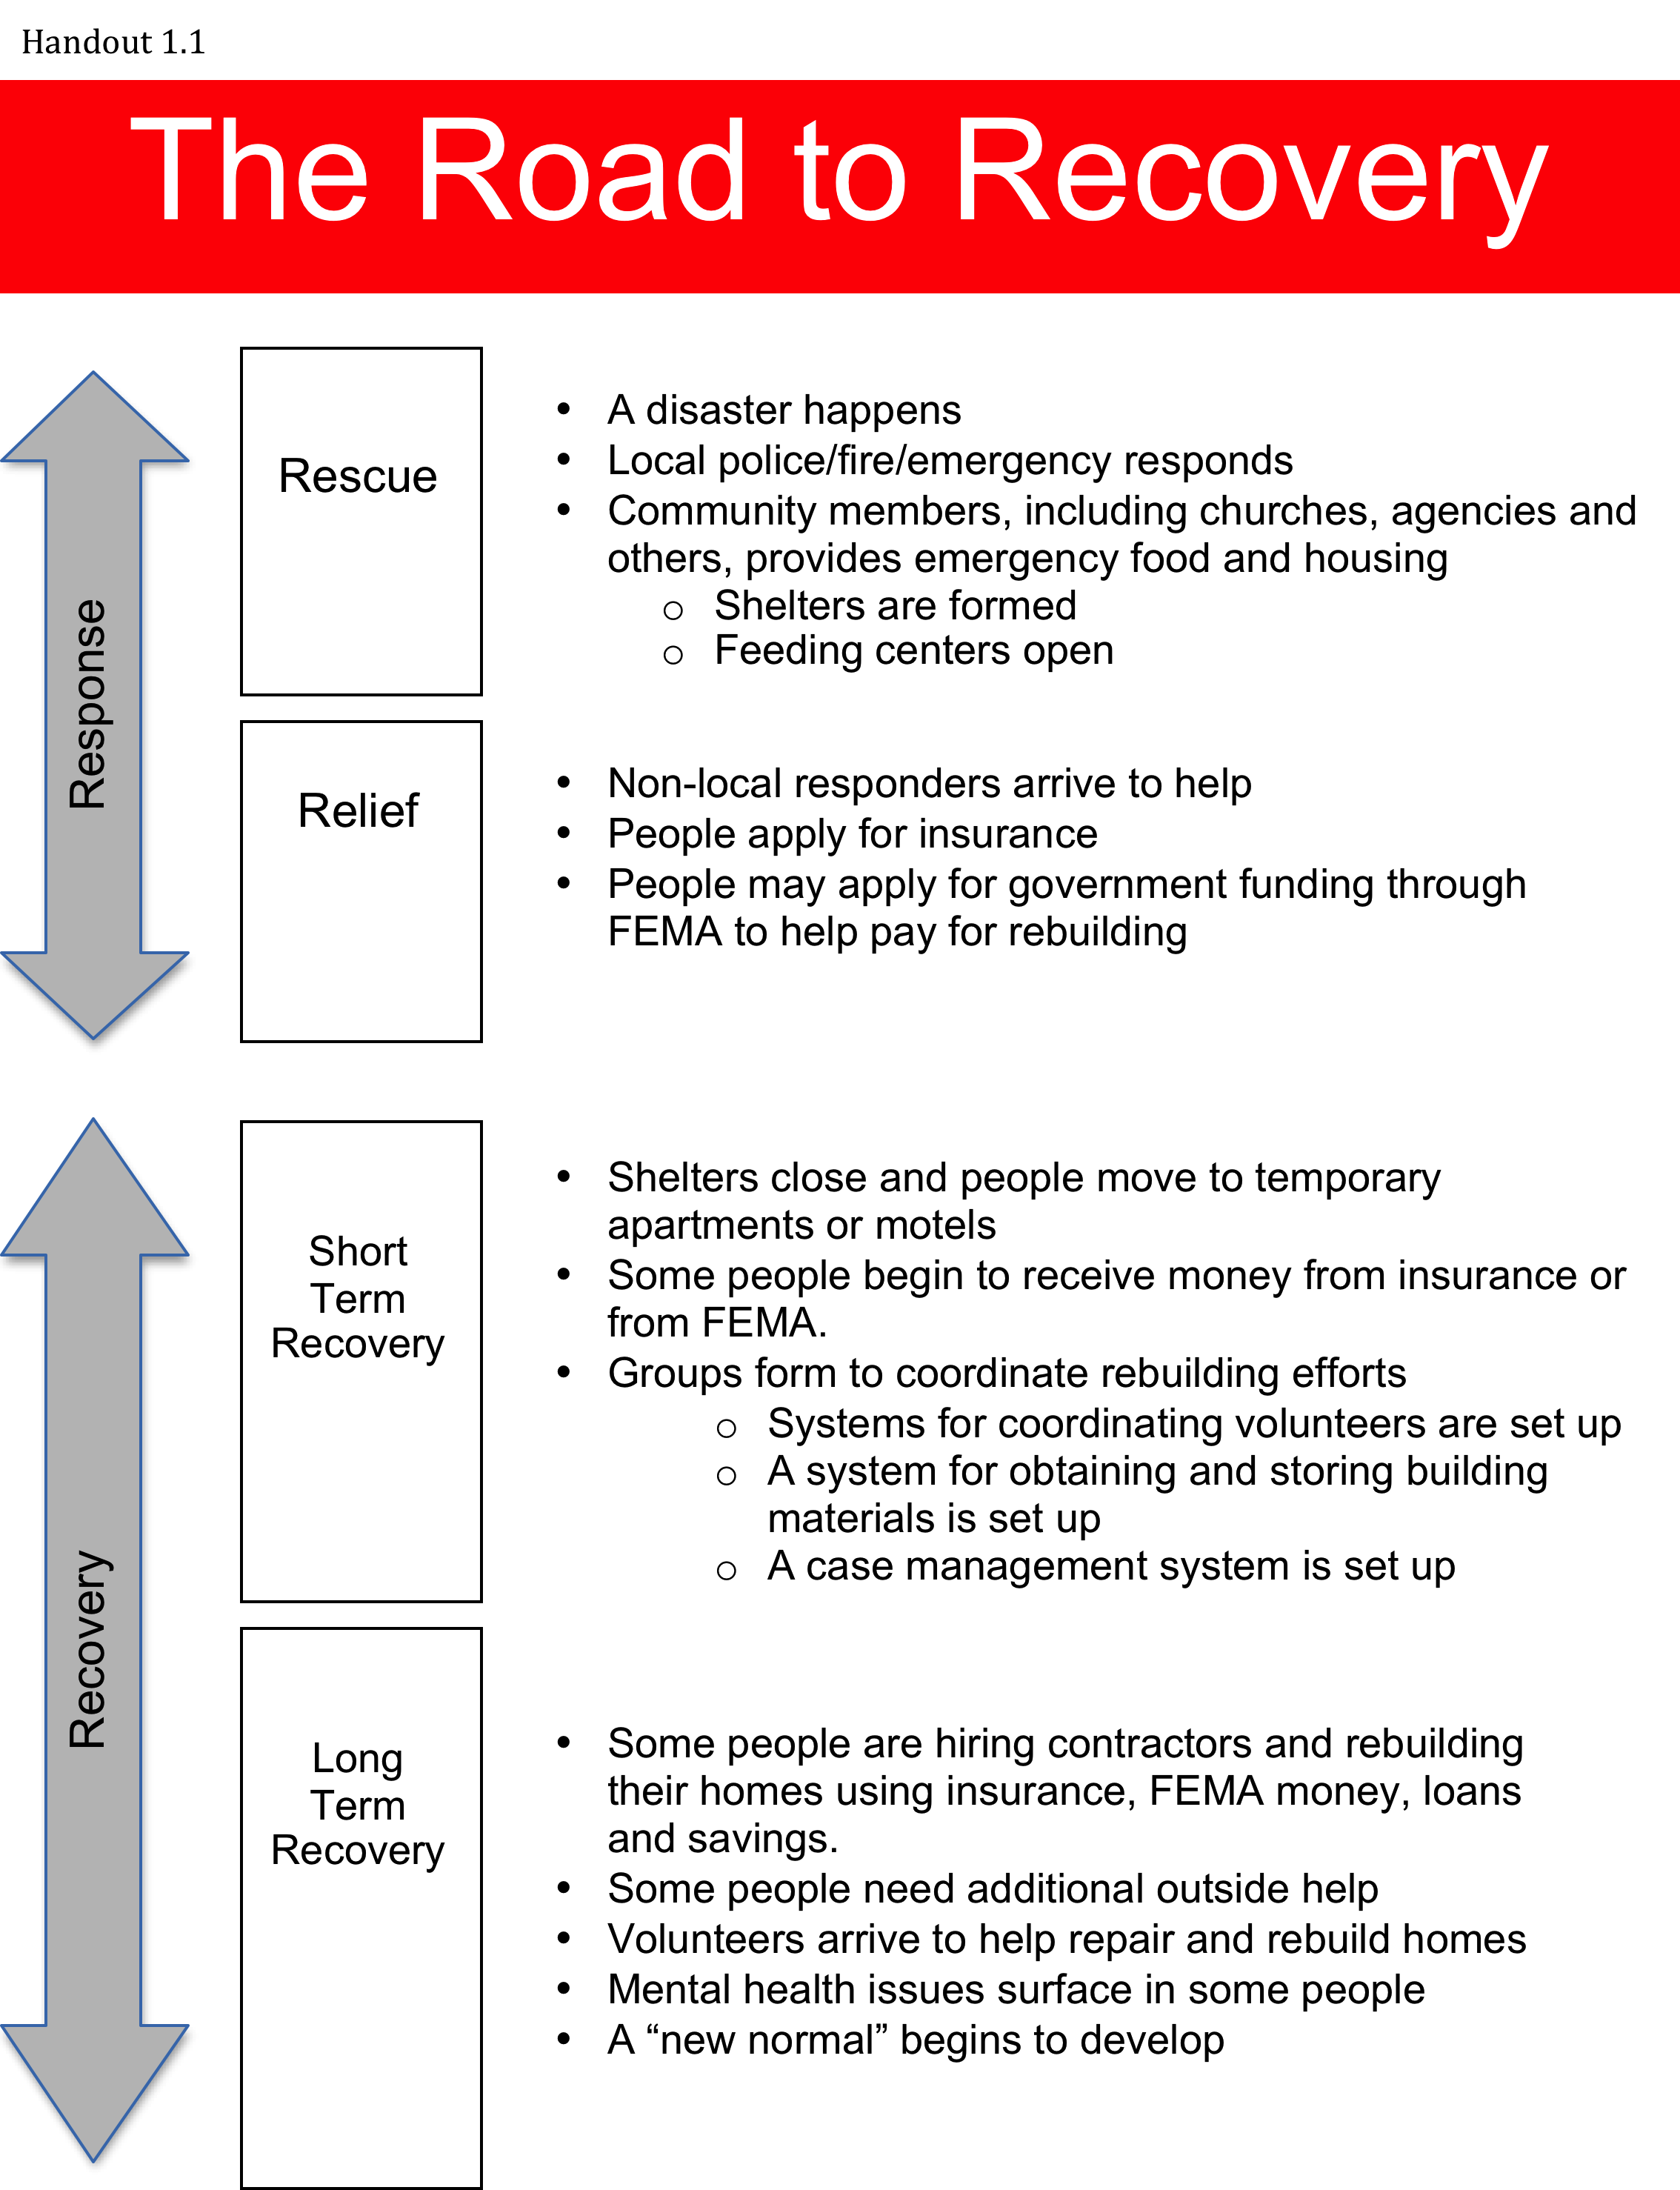 Handout 1.1
The Road to Recovery
Response
Rescue
• A disaster happens
• Local police/fire/emergency responds
• Community members, including churches, agencies and
others, provides emergency food and housing
o Shelters are formed
o Feeding centers open
Relief
• Non-local responders arrive to help
• People apply for insurance
• People may apply for government funding through
FEMA to help pay for rebuilding
Recovery
Short
Term
Recovery
• Shelters close and people move to temporary
apartments or motels
• Some people begin to receive money from insurance or
from FEMA.
• Groups form to coordinate rebuilding efforts
o Systems for coordinating volunteers are set up
o A system for obtaining and storing building
materials is set up
o A case management system is set up
Long
Term
Recovery
• Some people are hiring contractors and rebuilding
their homes using insurance, FEMA money, loans
and savings.
• Some people need additional outside help
• Volunteers arrive to help repair and rebuild homes
• Mental health issues surface in some people
• A “new normal” begins to develop